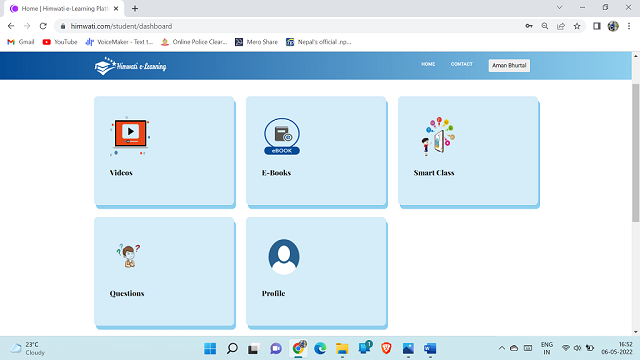 Home | Himwati e-Learning Platf
himwati.com/student/dashboard
Gmail
YouTube
VoiceMaker - Text t...
Online Police Clear...
Mero Share
Nepal's official .np...
Himwati e-Learning
HOME
CONTACT
Aman Bhurtal
Videos
eBOOK
E-Books
Smart Class
Questions
Profile
23°C
Cloudy
ENG
IN
16:52
06-05-2022